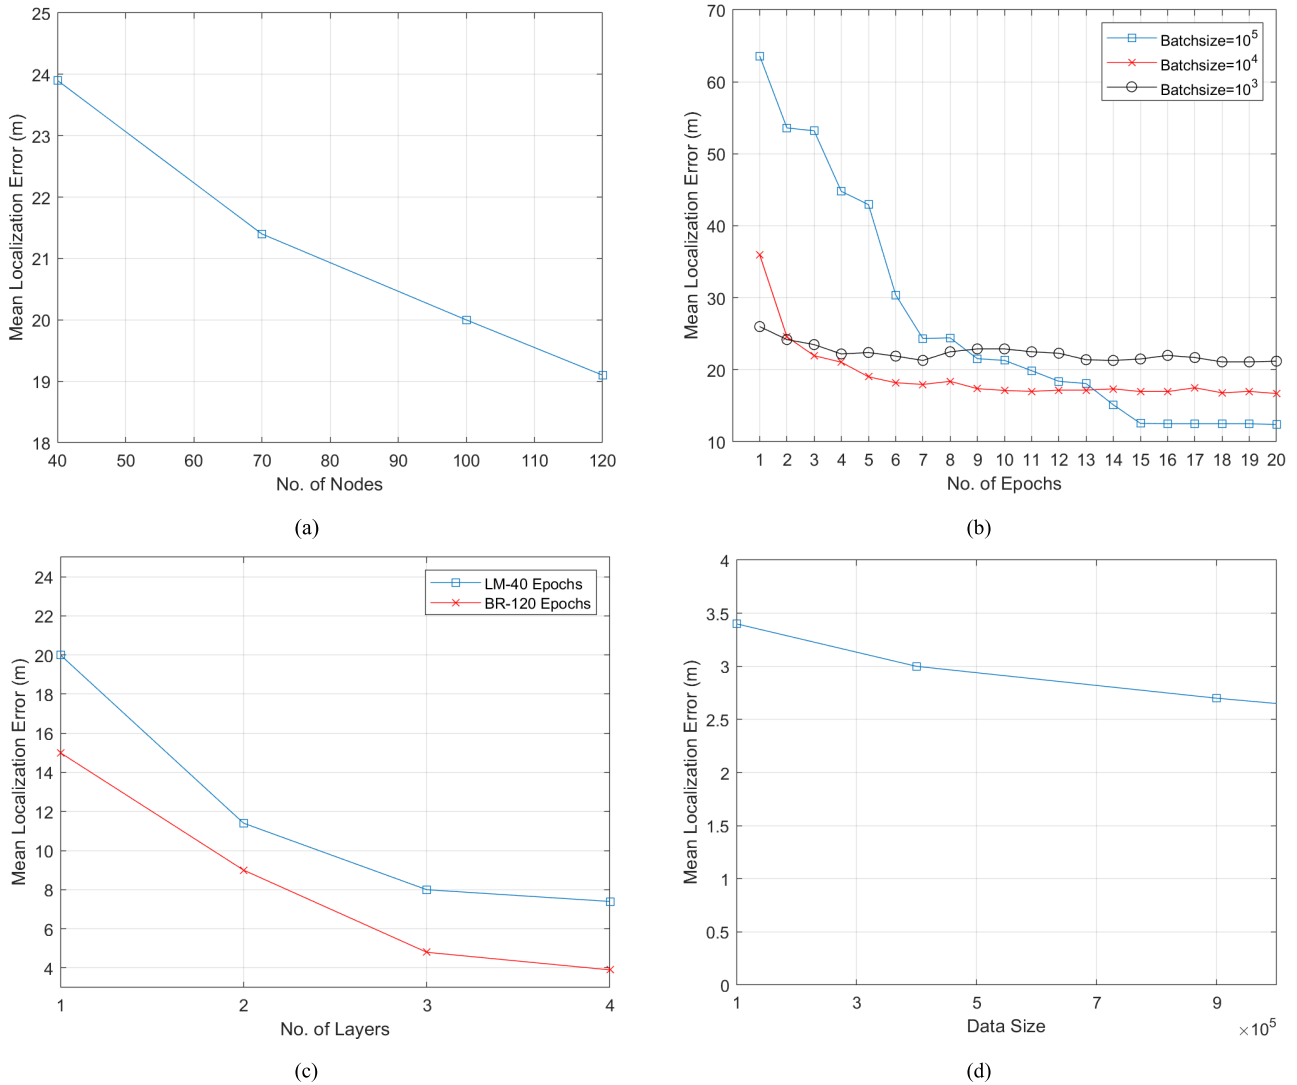 25
24
23
22
21
20
19
18
40 50 60 70 80 90 100 110 120
Mean Localization Error (m)
No. of Nodes
(a)
70
60
50
40
30
20
10
1 2 3 4 5 6 7 8 9 10 11 12 13 14 15 16 17 18 19 20
Mean Localization Error (m)
No. of Epochs
Batchsize=10^5
Batchsize=10^4
Batchsize=10^3
(b)
24
22
20
18
16
14
12
10
8
6
4
1 2 3 4
Mean Localization Error (m)
No. of Layers
LM-40 Epochs
BR-120 Epochs
(c)
4
3.5
3
2.5
2
1.5
1
0.5
0
1 3 5 7 9
Mean Localization Error (m)
Data Size
×10^5
(d)